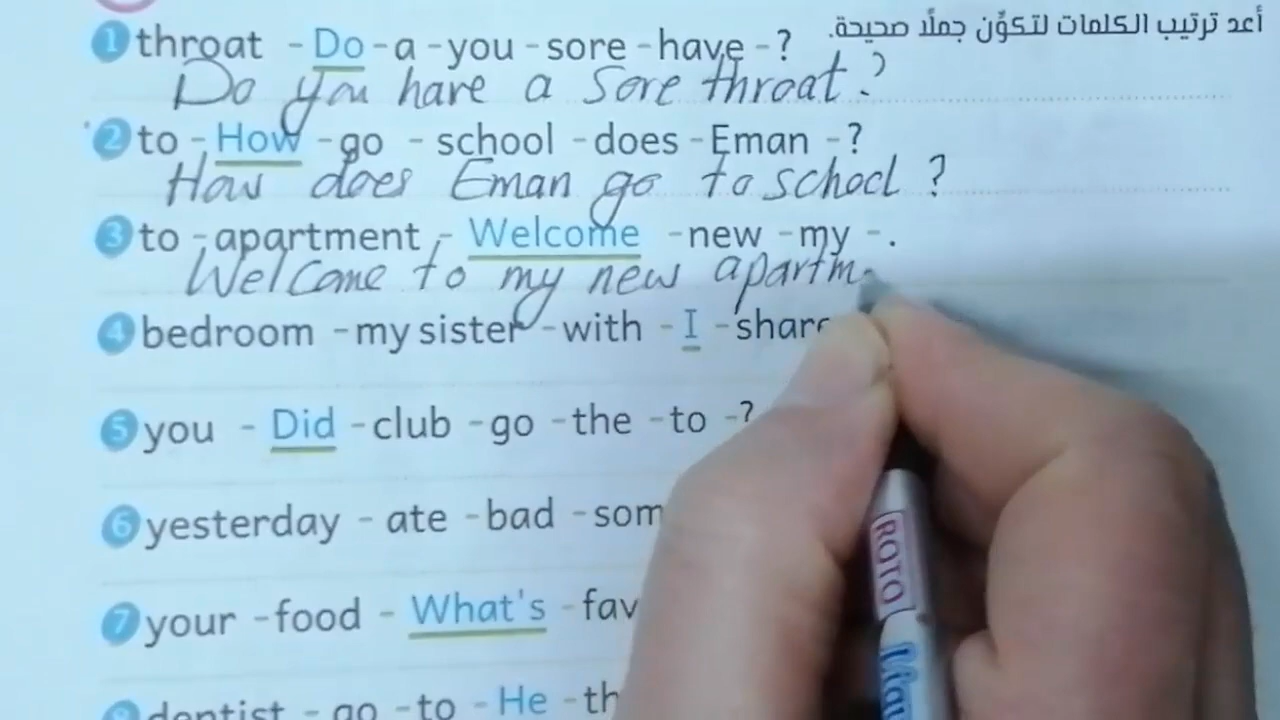 أعد ترتيب الكلمات لتكوِّن جملًا صحيحة.
1 throat - Do - a - you - sore - have - ?
Do you have a Sore throat ?
2 to - How - go - school - does - Eman - ?
How does Eman go to school ?
3 to - apartment - Welcome - new - my - .
Welcome to my new apartm
4 bedroom - my sister - with - I - share
5 you - Did - club - go - the - to - ?
6 yesterday - ate - bad - som
7 your - food - What's - fav
8 dentist - go - to - He - th
ROTO